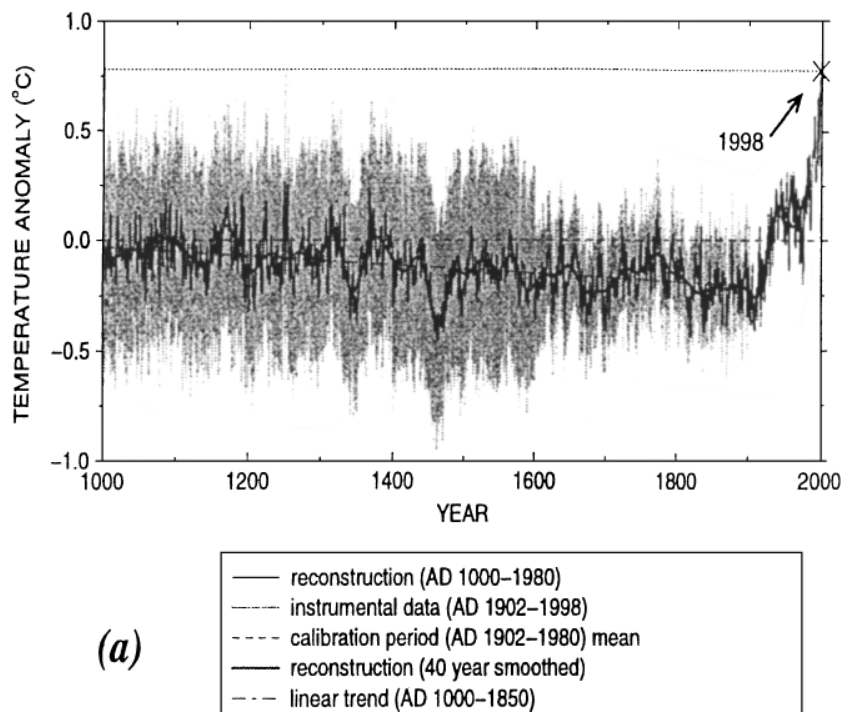 1.0
0.5
0.0
−0.5
−1.0
TEMPERATURE ANOMALY (°C)
1998
1000
1200
1400
1600
1800
2000
YEAR
(a)
reconstruction (AD 1000−1980)
instrumental data (AD 1902−1998)
calibration period (AD 1902−1980) mean
reconstruction (40 year smoothed)
linear trend (AD 1000−1850)